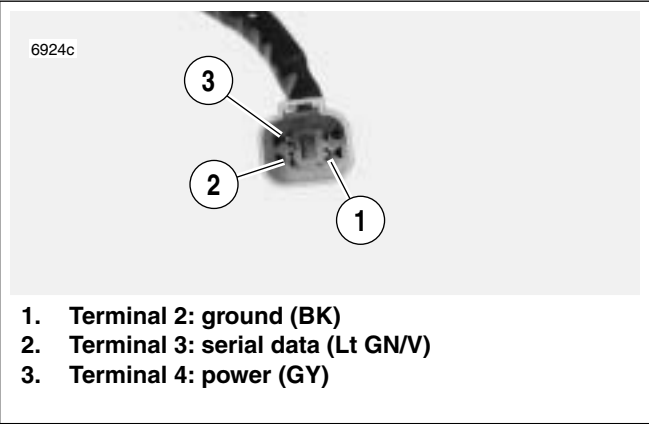 6924c
3
2
1
1. Terminal 2: ground (BK)
2. Terminal 3: serial data (Lt GN/V)
3. Terminal 4: power (GY)